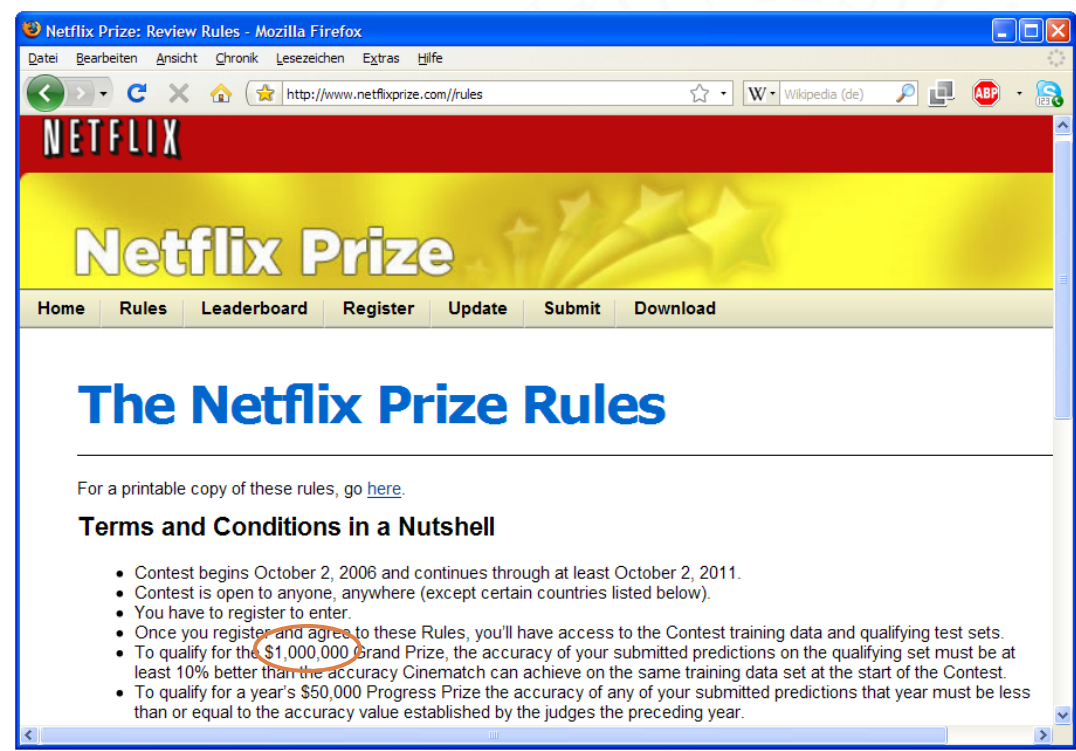 Netflix Prize: Review Rules - Mozilla Firefox
Datei Bearbeiten Ansicht Chronik Lesezeichen Extras Hilfe
http://www.netflixprize.com//rules W Wikipedia (de) ABP 123
NETFLIX
Netflix Prize
Home Rules Leaderboard Register Update Submit Download
The Netflix Prize Rules
For a printable copy of these rules, go here.
Terms and Conditions in a Nutshell
• Contest begins October 2, 2006 and continues through at least October 2, 2011.
• Contest is open to anyone, anywhere (except certain countries listed below).
• You have to register to enter.
• Once you register and agree to these Rules, you'll have access to the Contest training data and qualifying test sets.
• To qualify for the $1,000,000 Grand Prize, the accuracy of your submitted predictions on the qualifying set must be at
least 10% better than the accuracy Cinematch can achieve on the same training data set at the start of the Contest.
• To qualify for a year's $50,000 Progress Prize the accuracy of any of your submitted predictions that year must be less
than or equal to the accuracy value established by the judges the preceding year.